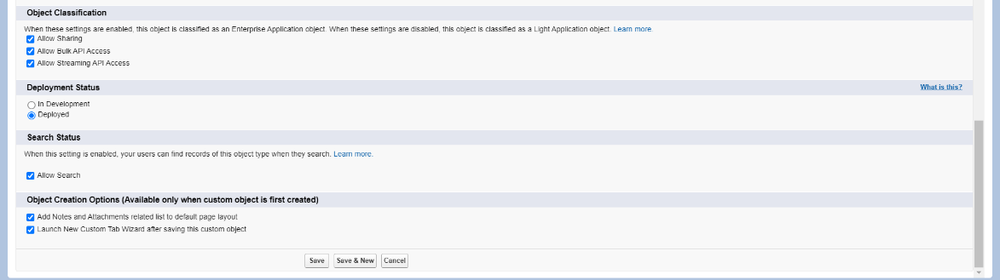 Object Classification
When these settings are enabled, this object is classified as an Enterprise Application object. When these settings are disabled, this object is classified as a Light Application object. Learn more.
Allow Sharing
Allow Bulk API Access
Allow Streaming API Access
Deployment Status What is this?
In Development
Deployed
Search Status
When this setting is enabled, your users can find records of this object type when they search. Learn more.
Allow Search
Object Creation Options (Available only when custom object is first created)
Add Notes and Attachments related list to default page layout
Launch New Custom Tab Wizard after saving this custom object
Save Save & New Cancel